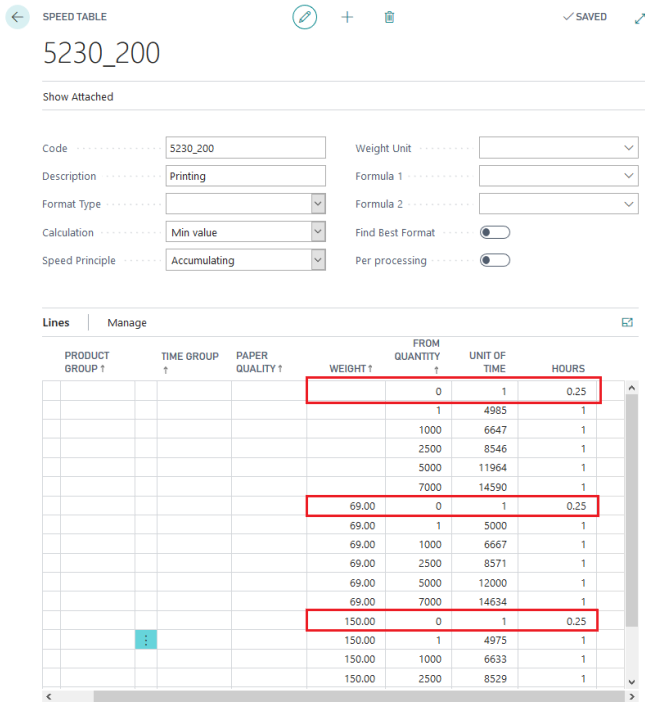 SPEED TABLE
SAVED
5230_200
Show Attached
Code 5230_200 Weight Unit
Description Printing Formula 1
Format Type Formula 2
Calculation Min value Find Best Format
Speed Principle Accumulating Per processing
Lines Manage
PRODUCT GROUP ↑ TIME GROUP ↑ PAPER QUALITY ↑ WEIGHT ↑ FROM QUANTITY ↑ UNIT OF TIME HOURS
0 1 0.25
1 4985 1
1000 6647 1
2500 8546 1
5000 11964 1
7000 14590 1
69.00 0 1 0.25
69.00 1 5000 1
69.00 1000 6667 1
69.00 2500 8571 1
69.00 5000 12000 1
69.00 7000 14634 1
150.00 0 1 0.25
150.00 1 4975 1
150.00 1000 6633 1
150.00 2500 8529 1